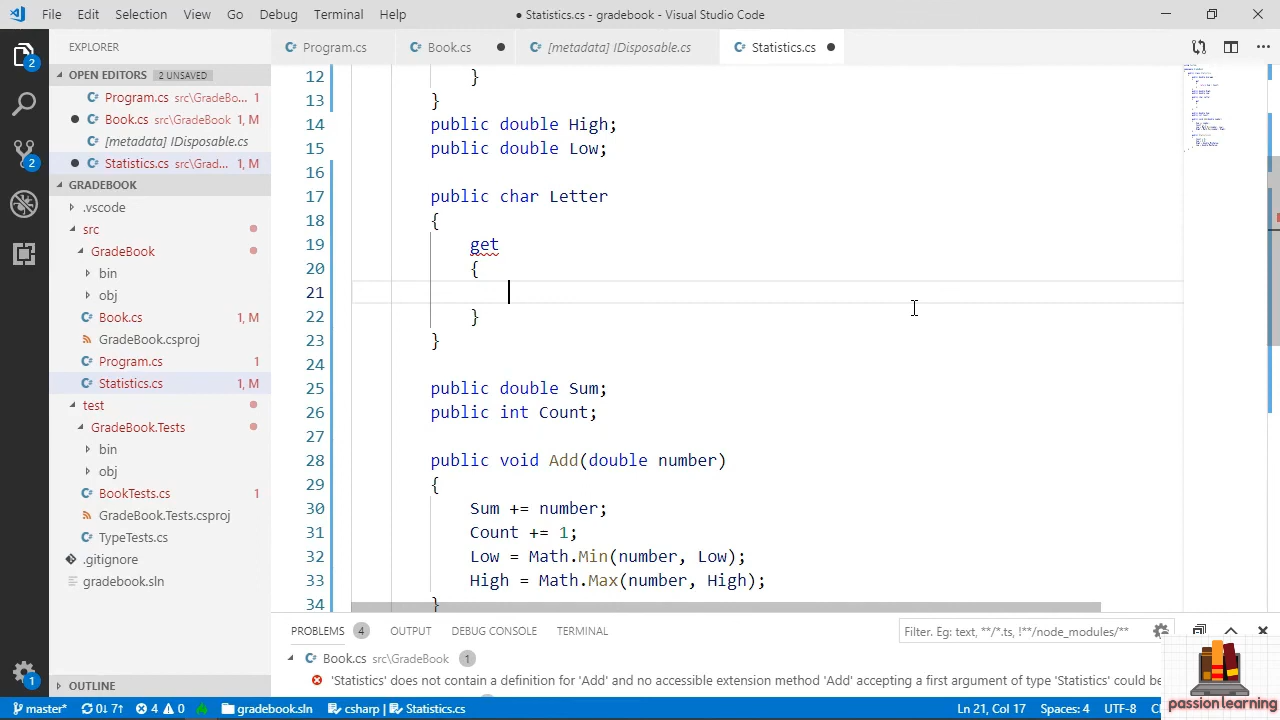 File Edit Selection View Go Debug Terminal Help
● Statistics.cs - gradebook - Visual Studio Code
EXPLORER
OPEN EDITORS 2 UNSAVED
Program.cs src\GradeBo... 1
Book.cs src\GradeBook 1, M
[metadata] IDisposable.cs
Statistics.cs src\Grad... 1, M
GRADEBOOK
.vscode
src
GradeBook
bin
obj
Book.cs 1, M
GradeBook.csproj
Program.cs 1
Statistics.cs 1, M
test
GradeBook.Tests
bin
obj
BookTests.cs 1
GradeBook.Tests.csproj
TypeTests.cs
.gitignore
gradebook.sln
OUTLINE
2
2
1
Program.cs Book.cs [metadata] IDisposable.cs Statistics.cs
12 }
13 }
14 public double High;
15 public double Low;
16
17 public char Letter
18 {
19 get
20 {
21
22 }
23 }
24
25 public double Sum;
26 public int Count;
27
28 public void Add(double number)
29 {
30 Sum += number;
31 Count += 1;
32 Low = Math.Min(number, Low);
33 High = Math.Max(number, High);
34 }
PROBLEMS 4 OUTPUT DEBUG CONSOLE TERMINAL Filter. Eg: text, **/*.ts, !**/node_modules/**
Book.cs src\GradeBook 1
'Statistics' does not contain a definition for 'Add' and no accessible extension method 'Add' accepting a first argument of type 'Statistics' could be
passion learning
master* 0↓ 7↑ 4 0 gradebook.sln csharp | Statistics.cs Ln 21, Col 17 Spaces: 4 UTF-8